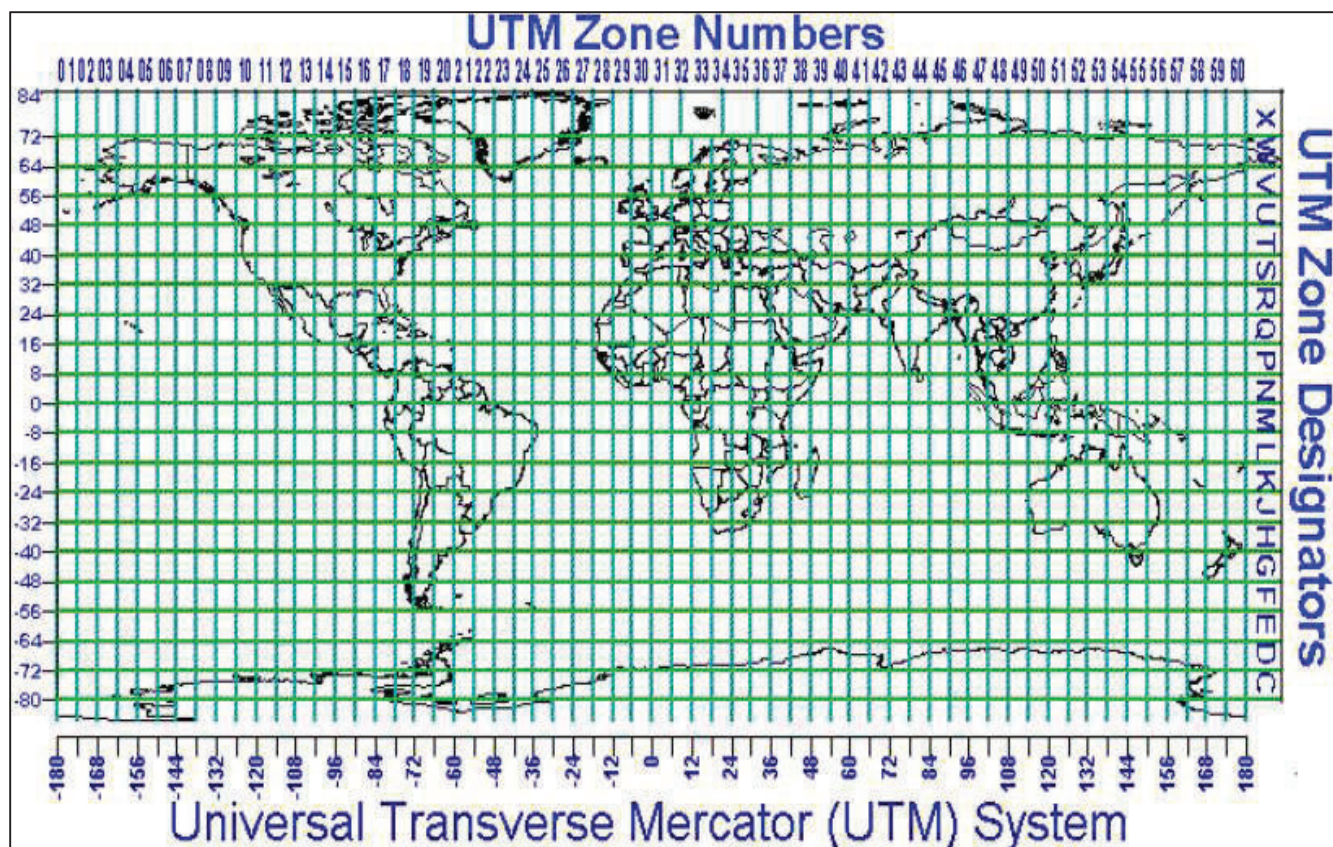 UTM Zone Numbers
01 02 03 04 05 06 07 08 09 10 11 12 13 14 15 16 17 18 19 20 21 22 23 24 25 26 27 28 29 30 31 32 33 34 35 36 37 38 39 40 41 42 43 44 45 46 47 48 49 50 51 52 53 54 55 56 57 58 59 60
84
72
64
56
48
40
32
24
16
8
0
-8
-16
-24
-32
-40
-48
-56
-64
-72
-80
X
W
V
U
T
S
R
Q
P
N
M
L
K
J
H
G
F
E
D
C
UTM Zone Designators
-180 -168 -156 -144 -132 -120 -108 -96 -84 -72 -60 -48 -36 -24 -12 0 12 24 36 48 60 72 84 96 108 120 132 144 156 168 180
Universal Transverse Mercator (UTM) System